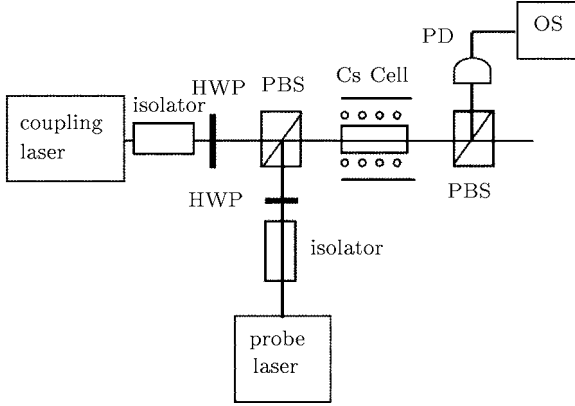 OS
PD
HWP
PBS
Cs Cell
isolator
coupling
laser
PBS
HWP
isolator
probe
laser